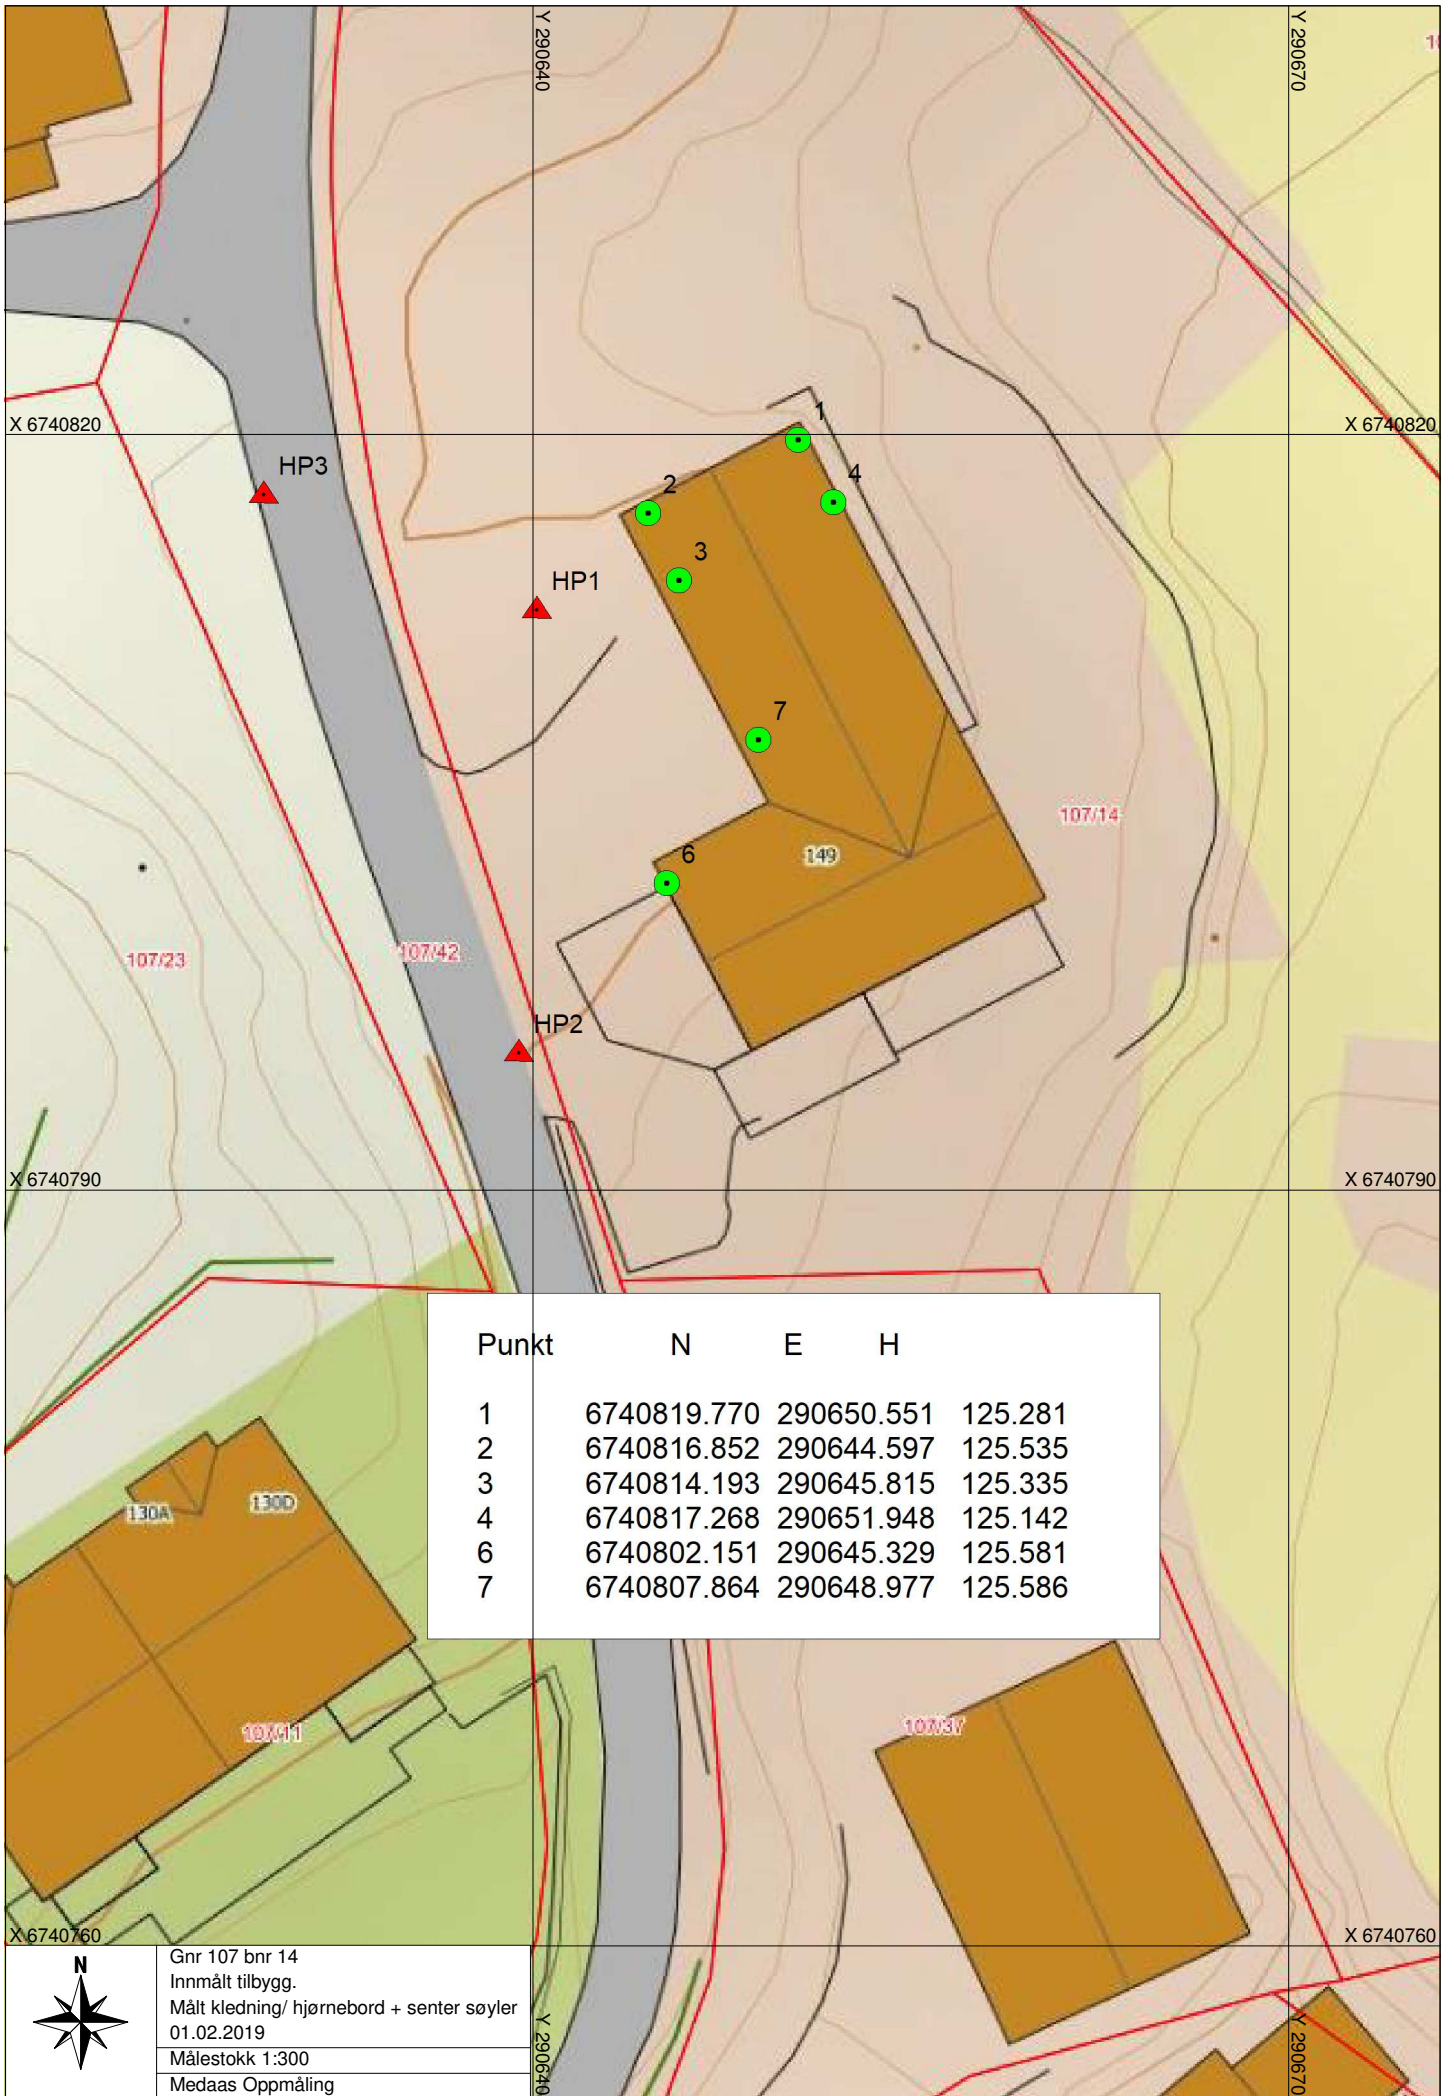 Y 290640
Y 290670
10
X 6740820
X 6740820
1
HP3
4
2
3
HP1
7
107/14
6
149
107/23
107/42
HP2
X 6740790
X 6740790
Punkt N E H
1 6740819.770 290650.551 125.281
2 6740816.852 290644.597 125.535
3 6740814.193 290645.815 125.335
4 6740817.268 290651.948 125.142
6 6740802.151 290645.329 125.581
7 6740807.864 290648.977 125.586
130A
130D
107/11
107/37
X 6740760
X 6740760
N
Gnr 107 bnr 14
Innmålt tilbygg.
Målt kledning/ hjørnebord + senter søyler
01.02.2019
Målestokk 1:300
Medaas Oppmåling
Y 290640
Y 290670